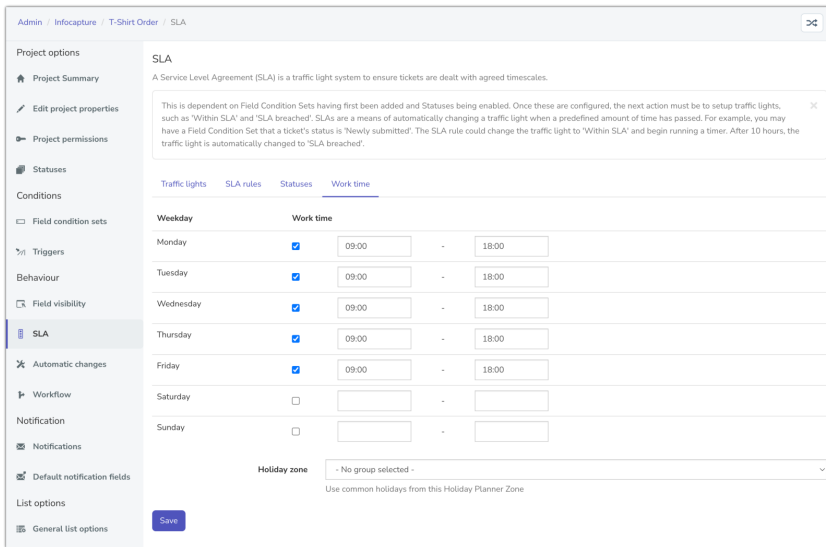 Admin / Infocapture / T-Shirt Order / SLA
Project options
Project Summary
Edit project properties
Project permissions
Statuses
Conditions
Field condition sets
Triggers
Behaviour
Field visibility
SLA
Automatic changes
Workflow
Notification
Notifications
Default notification fields
List options
General list options
SLA
A Service Level Agreement (SLA) is a traffic light system to ensure tickets are dealt with agreed timescales.
This is dependent on Field Condition Sets having first been added and Statuses being enabled. Once these are configured, the next action must be to setup traffic lights,
such as 'Within SLA' and 'SLA breached'. SLAs are a means of automatically changing a traffic light when a predefined amount of time has passed. For example, you may
have a Field Condition Set that a ticket's status is 'Newly submitted'. The SLA rule could change the traffic light to 'Within SLA' and begin running a timer. After 10 hours, the
traffic light is automatically changed to 'SLA breached'.
Traffic lights SLA rules Statuses Work time
Weekday Work time
Monday 09:00 - 18:00
Tuesday 09:00 - 18:00
Wednesday 09:00 - 18:00
Thursday 09:00 - 18:00
Friday 09:00 - 18:00
Saturday -
Sunday -
Holiday zone - No group selected -
Use common holidays from this Holiday Planner Zone
Save